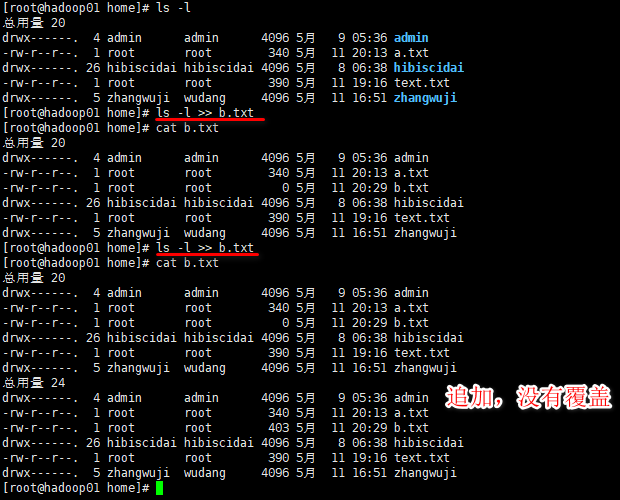 [root@hadoop01 home]# ls -l
总用量 20
drwx------.  4 admin      admin      4096 5月   9 05:36 admin
-rw-r--r--.  1 root       root        340 5月  11 20:13 a.txt
drwx------. 26 hibiscidai hibiscidai 4096 5月   8 06:38 hibiscidai
-rw-r--r--.  1 root       root        390 5月  11 19:16 text.txt
drwx------.  5 zhangwuji  wudang     4096 5月  11 16:51 zhangwuji
[root@hadoop01 home]# ls -l >> b.txt
[root@hadoop01 home]# cat b.txt
总用量 20
drwx------.  4 admin      admin      4096 5月   9 05:36 admin
-rw-r--r--.  1 root       root        340 5月  11 20:13 a.txt
-rw-r--r--.  1 root       root          0 5月  11 20:29 b.txt
drwx------. 26 hibiscidai hibiscidai 4096 5月   8 06:38 hibiscidai
-rw-r--r--.  1 root       root        390 5月  11 19:16 text.txt
drwx------.  5 zhangwuji  wudang     4096 5月  11 16:51 zhangwuji
[root@hadoop01 home]# ls -l >> b.txt
[root@hadoop01 home]# cat b.txt
总用量 20
drwx------.  4 admin      admin      4096 5月   9 05:36 admin
-rw-r--r--.  1 root       root        340 5月  11 20:13 a.txt
-rw-r--r--.  1 root       root          0 5月  11 20:29 b.txt
drwx------. 26 hibiscidai hibiscidai 4096 5月   8 06:38 hibiscidai
-rw-r--r--.  1 root       root        390 5月  11 19:16 text.txt
drwx------.  5 zhangwuji  wudang     4096 5月  11 16:51 zhangwuji
总用量 24
drwx------.  4 admin      admin      4096 5月   9 05:36 admin
追加，没有覆盖
-rw-r--r--.  1 root       root        340 5月  11 20:13 a.txt
-rw-r--r--.  1 root       root        403 5月  11 20:29 b.txt
drwx------. 26 hibiscidai hibiscidai 4096 5月   8 06:38 hibiscidai
-rw-r--r--.  1 root       root        390 5月  11 19:16 text.txt
drwx------.  5 zhangwuji  wudang     4096 5月  11 16:51 zhangwuji
[root@hadoop01 home]#